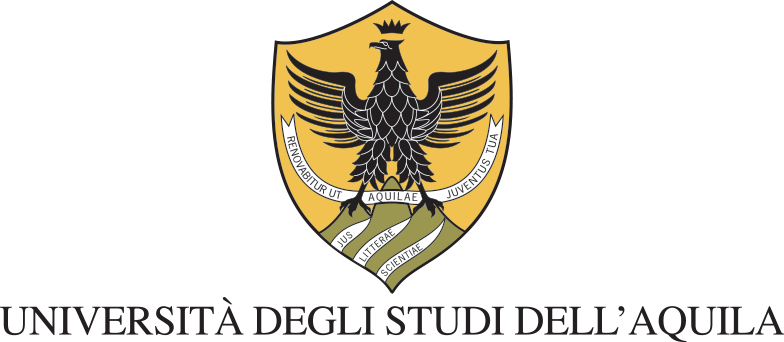 RENOVABITUR UT AQUILAE JUVENTUS TUA
JUS
LITTERAE
SCIENTIAE
UNIVERSITÀ DEGLI STUDI DELL’AQUILA